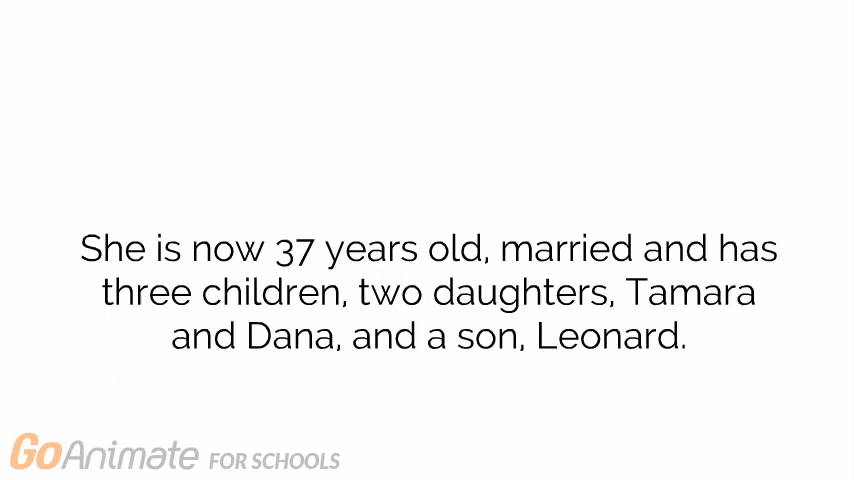 She is now 37 years old, married and has
three children, two daughters, Tamara
and Dana, and a son, Leonard.
GoAnimate FOR SCHOOLS